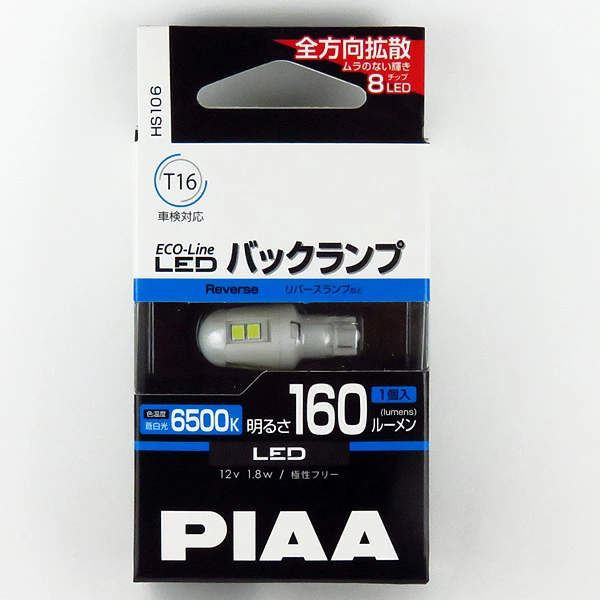 全方向拡散
ムラのない輝き
8チップLED
HS106
T16
車検対応
ECO-Line
LED バックランプ
Reverse リバースランプなど
色温度
蒼白光
6500K 明るさ 160 (lumens) ルーメン
1個入
LED
12v 1.8w / 極性フリー
PIAA